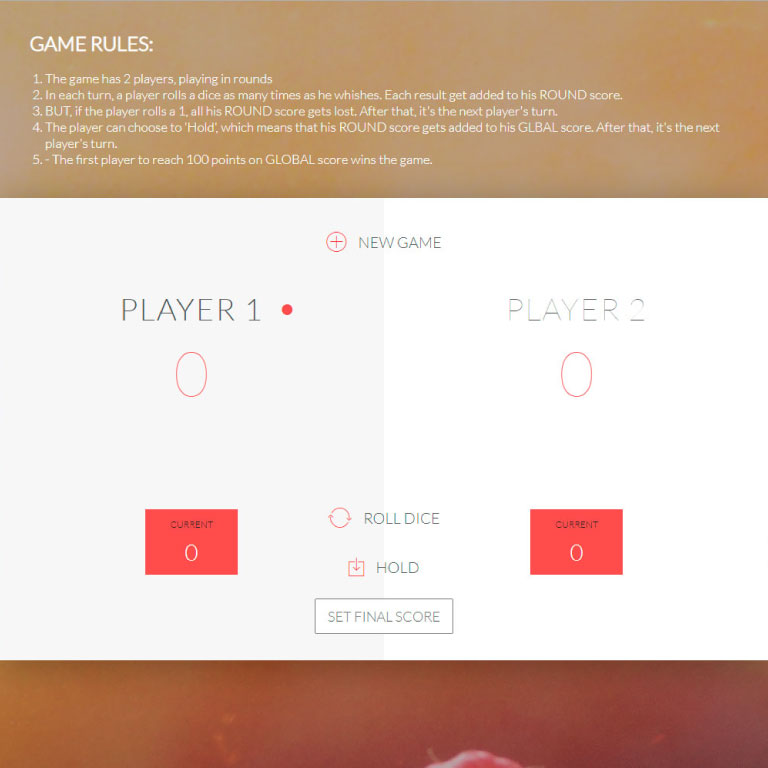 GAME RULES:
1. The game has 2 players, playing in rounds
2. In each turn, a player rolls a dice as many times as he whishes. Each result get added to his ROUND score.
3. BUT, if the player rolls a 1, all his ROUND score gets lost. After that, it's the next player's turn.
4. The player can choose to 'Hold', which means that his ROUND score gets added to his GLBAL score. After that, it's the next
player's turn.
5. - The first player to reach 100 points on GLOBAL score wins the game.
NEW GAME
PLAYER 1
PLAYER 2
0
0
CURRENT
0
ROLL DICE
CURRENT
0
HOLD
SET FINAL SCORE